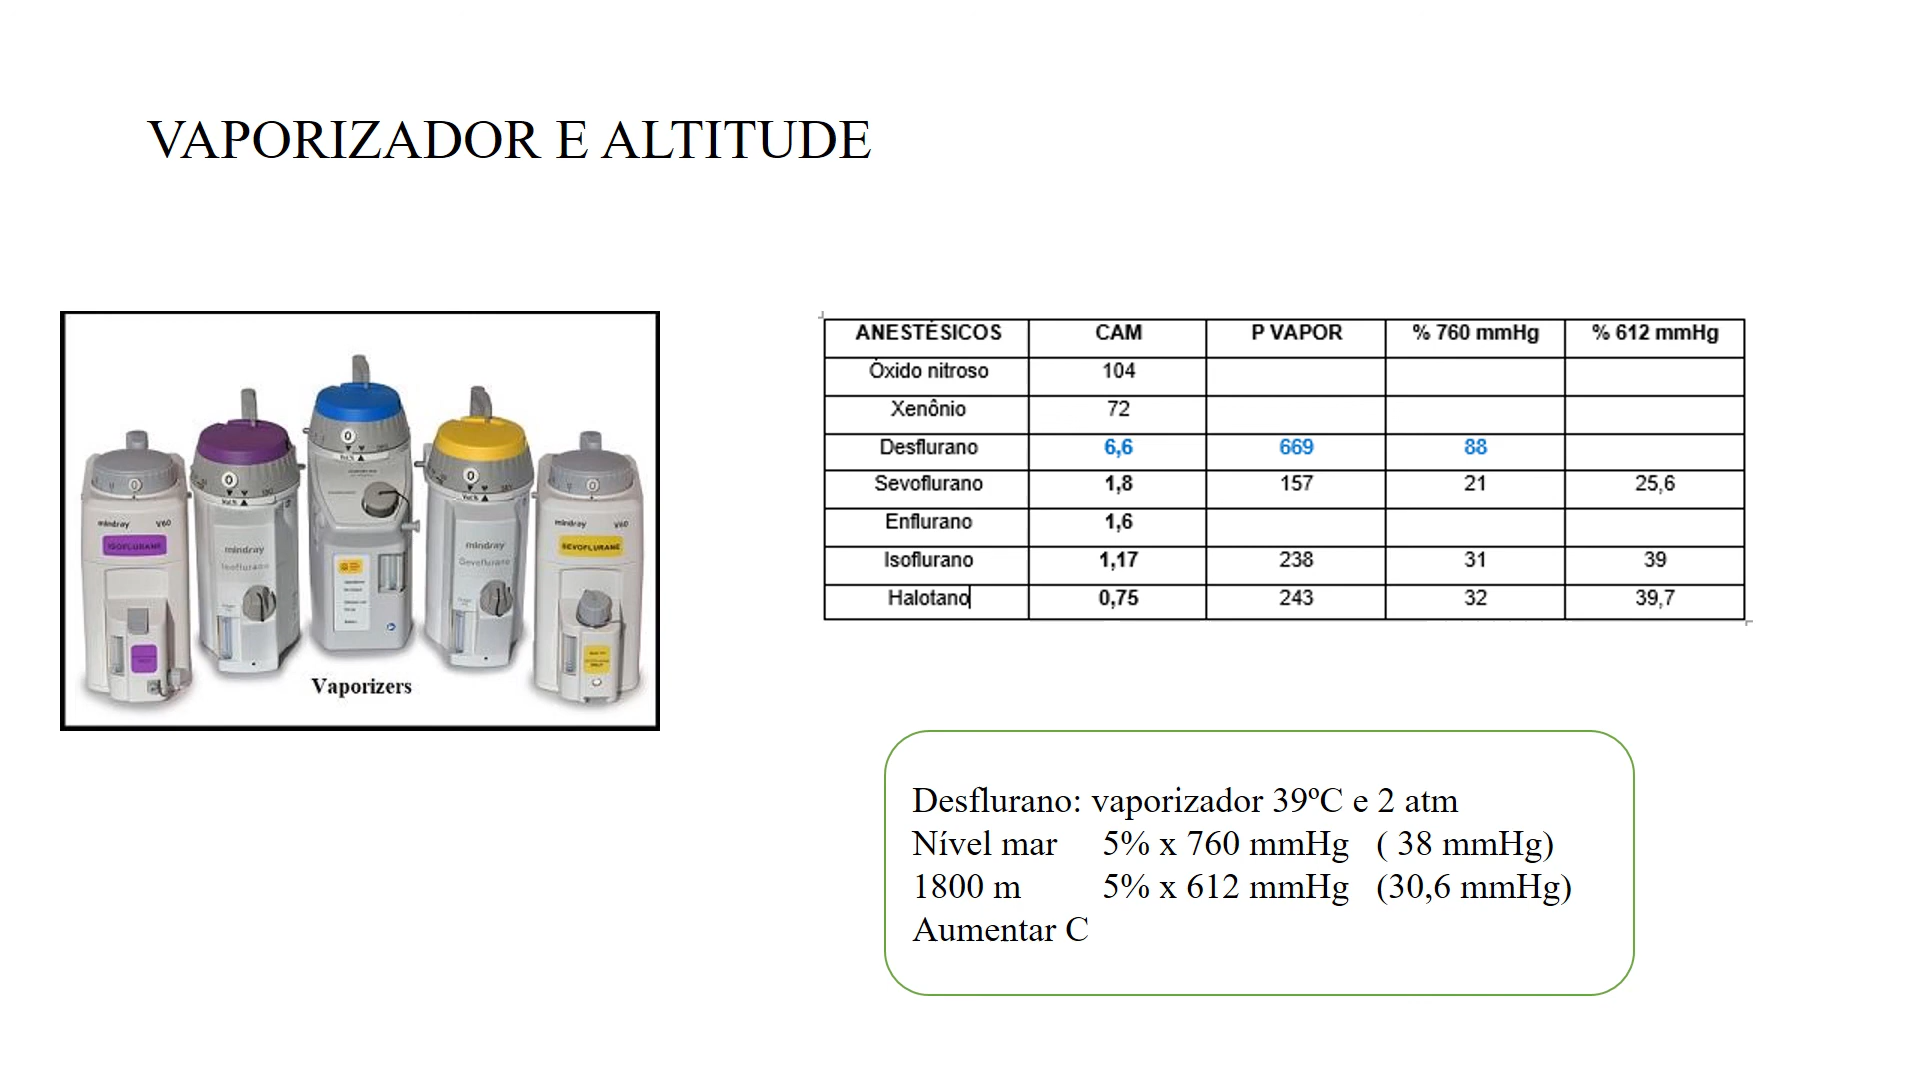 VAPORIZADOR E ALTITUDE
mindray V60
ISOFLURANE
mindray
Isoflurano
mindray
Sevoflurano
mindray V60
SEVOFLURANE
Vaporizers
ANESTÉSICOS CAM P VAPOR % 760 mmHg % 612 mmHg
Óxido nitroso 104
Xenônio 72
Desflurano 6,6 669 88
Sevoflurano 1,8 157 21 25,6
Enflurano 1,6
Isoflurano 1,17 238 31 39
Halotano 0,75 243 32 39,7
Desflurano: vaporizador 39ºC e 2 atm
Nível mar 5% x 760 mmHg ( 38 mmHg)
1800 m 5% x 612 mmHg (30,6 mmHg)
Aumentar C